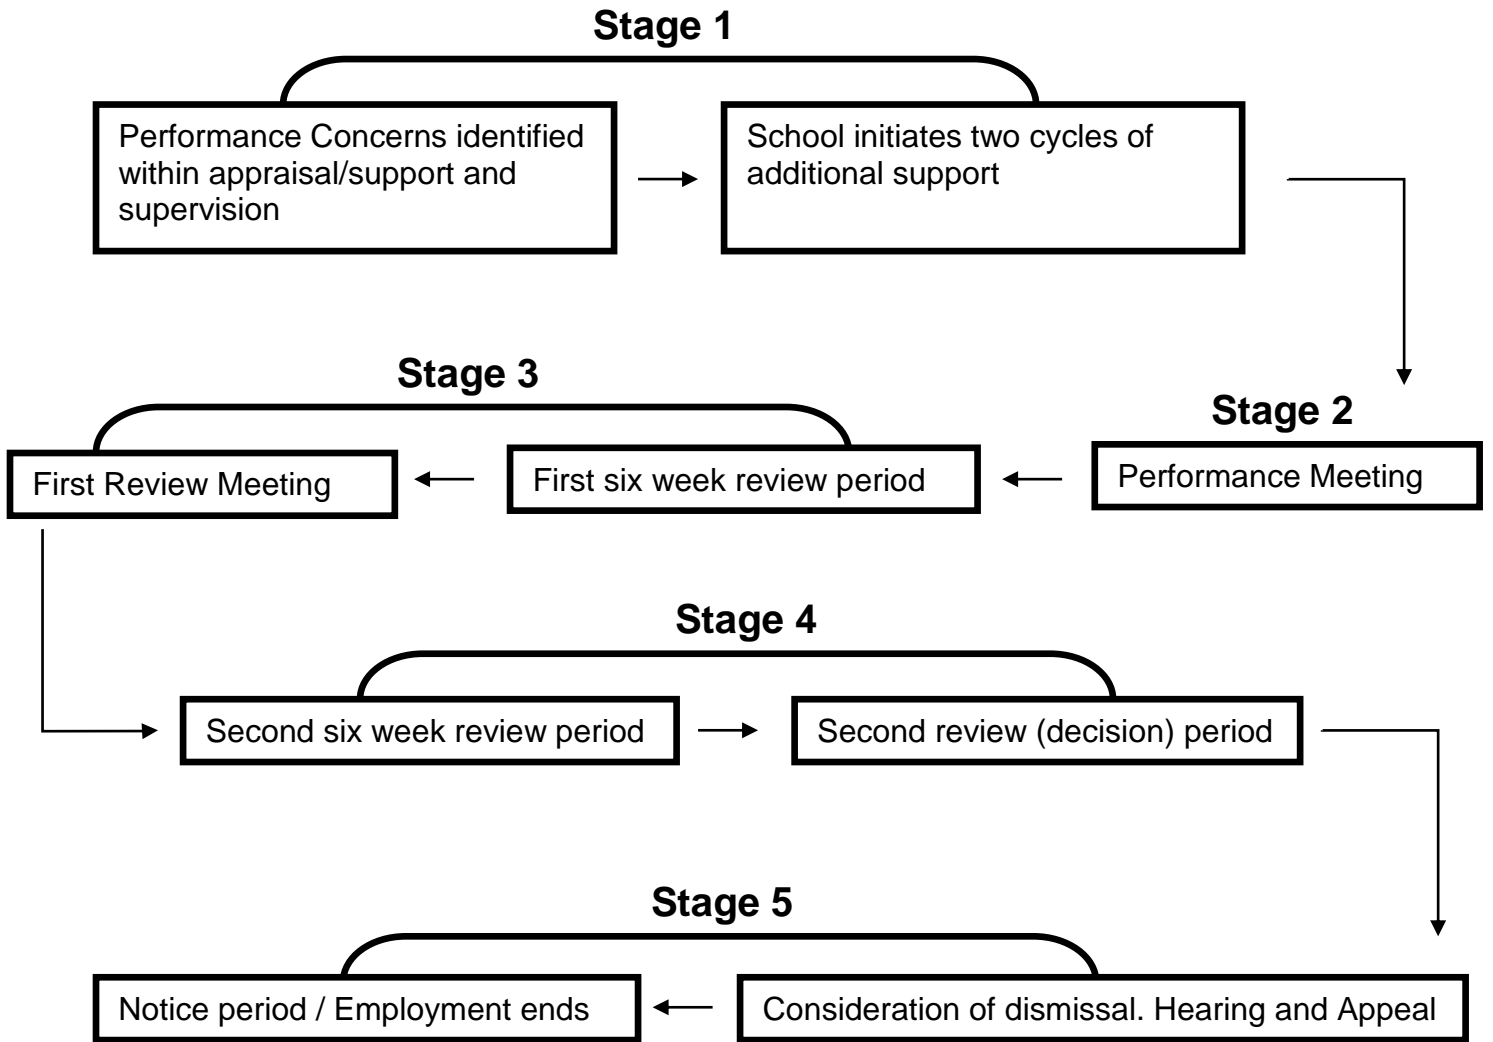 Stage 1
Performance Concerns identified
within appraisal/support and
supervision
School initiates two cycles of
additional support
Stage 2
Performance Meeting
Stage 3
First six week review period
First Review Meeting
Stage 4
Second six week review period
Second review (decision) period
Stage 5
Consideration of dismissal. Hearing and Appeal
Notice period / Employment ends